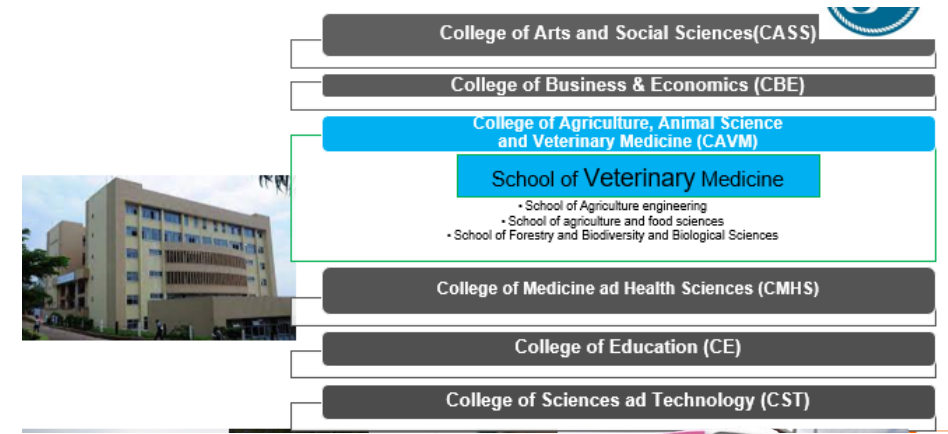 College of Arts and Social Sciences(CASS)
College of Business & Economics (CBE)
College of Agriculture, Animal Science
and Veterinary Medicine (CAVM)
School of Veterinary Medicine
• School of Agriculture engineering
• School of agriculture and food sciences
• School of Forestry and Biodiversity and Biological Sciences
College of Medicine ad Health Sciences (CMHS)
College of Education (CE)
College of Sciences ad Technology (CST)